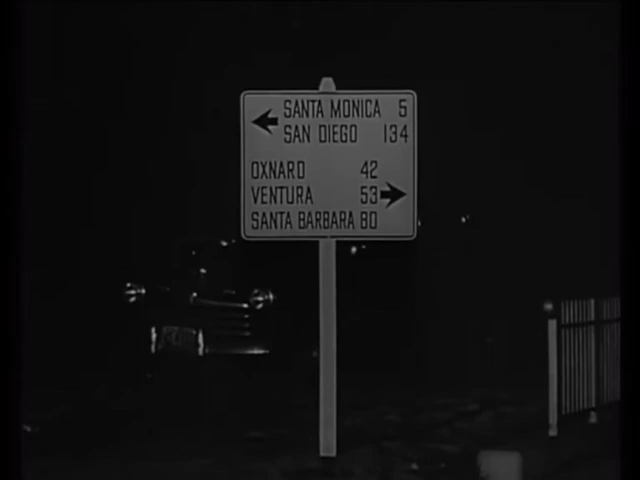 SANTA MONICA 5
SAN DIEGO 134
OXNARD 42
VENTURA 53
SANTA BARBARA 80